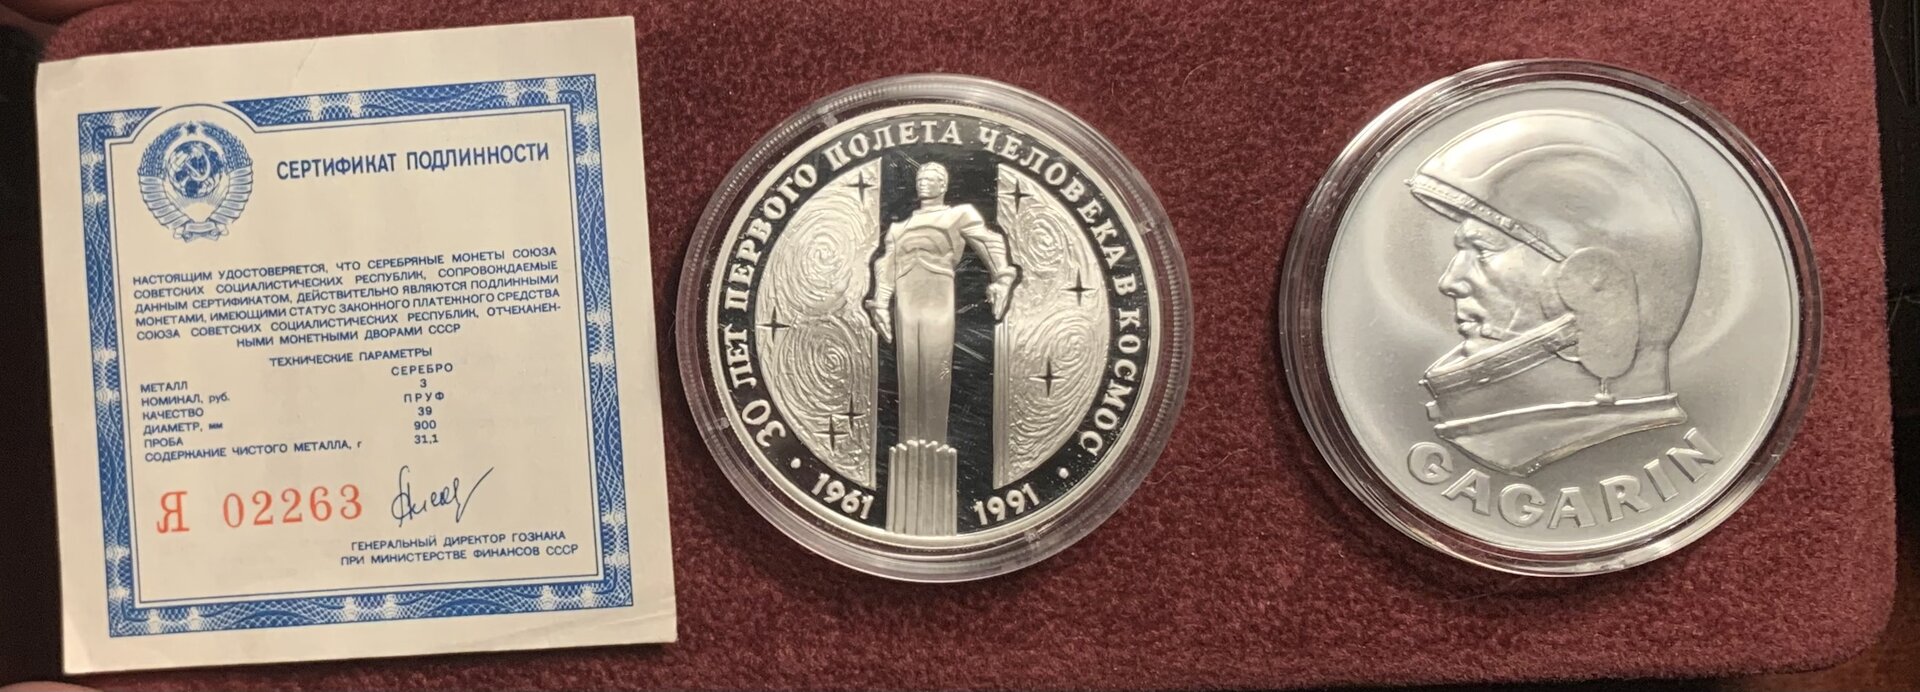 СЕРТИФИКАТ ПОДЛИННОСТИ
НАСТОЯЩИМ УДОСТОВЕРЯЕТСЯ, ЧТО СЕРЕБРЯНЫЕ МОНЕТЫ СОЮЗА
СОВЕТСКИХ СОЦИАЛИСТИЧЕСКИХ РЕСПУБЛИК, СОПРОВОЖДАЕМЫЕ
ДАННЫМ СЕРТИФИКАТОМ, ДЕЙСТВИТЕЛЬНО ЯВЛЯЮТСЯ ПОДЛИННЫМИ
МОНЕТАМИ, ИМЕЮЩИМИ СТАТУС ЗАКОННОГО ПЛАТЕЖНОГО СРЕДСТВА
СОЮЗА СОВЕТСКИХ СОЦИАЛИСТИЧЕСКИХ РЕСПУБЛИК, ОТЧЕКАНЕН-
НЫМИ МОНЕТНЫМИ ДВОРАМИ СССР
ТЕХНИЧЕСКИЕ ПАРАМЕТРЫ
МЕТАЛЛ СЕРЕБРО
НОМИНАЛ, руб. 3
КАЧЕСТВО ПРУФ
ДИАМЕТР, мм 39
ПРОБА 900
СОДЕРЖАНИЕ ЧИСТОГО МЕТАЛЛА, г 31,1
Я 02263
ГЕНЕРАЛЬНЫЙ ДИРЕКТОР ГОЗНАКА
ПРИ МИНИСТЕРСТВЕ ФИНАНСОВ СССР
· 30 ЛЕТ ПЕРВОГО ПОЛЕТА ЧЕЛОВЕКА В КОСМОС ·
1961 1991
GAGARIN